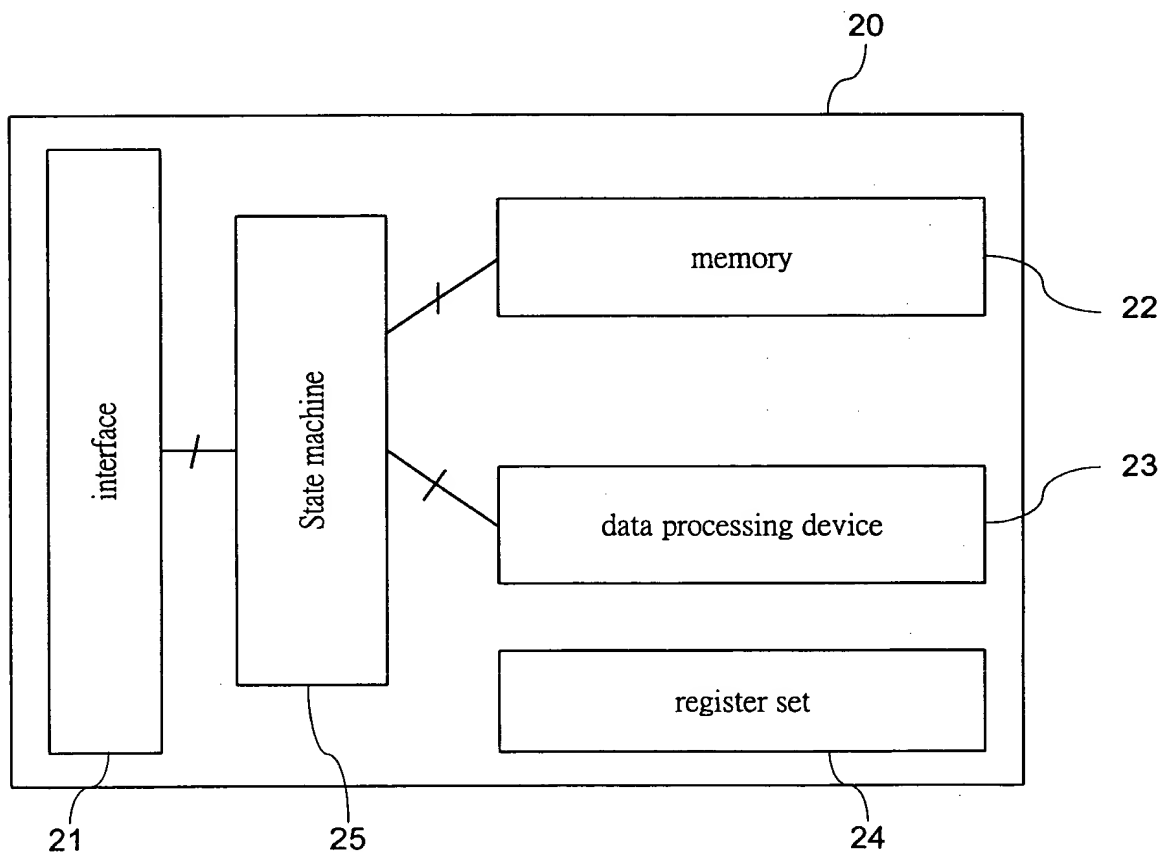 20
memory
22
interface
State machine
23
data processing device
register set
21
25
24